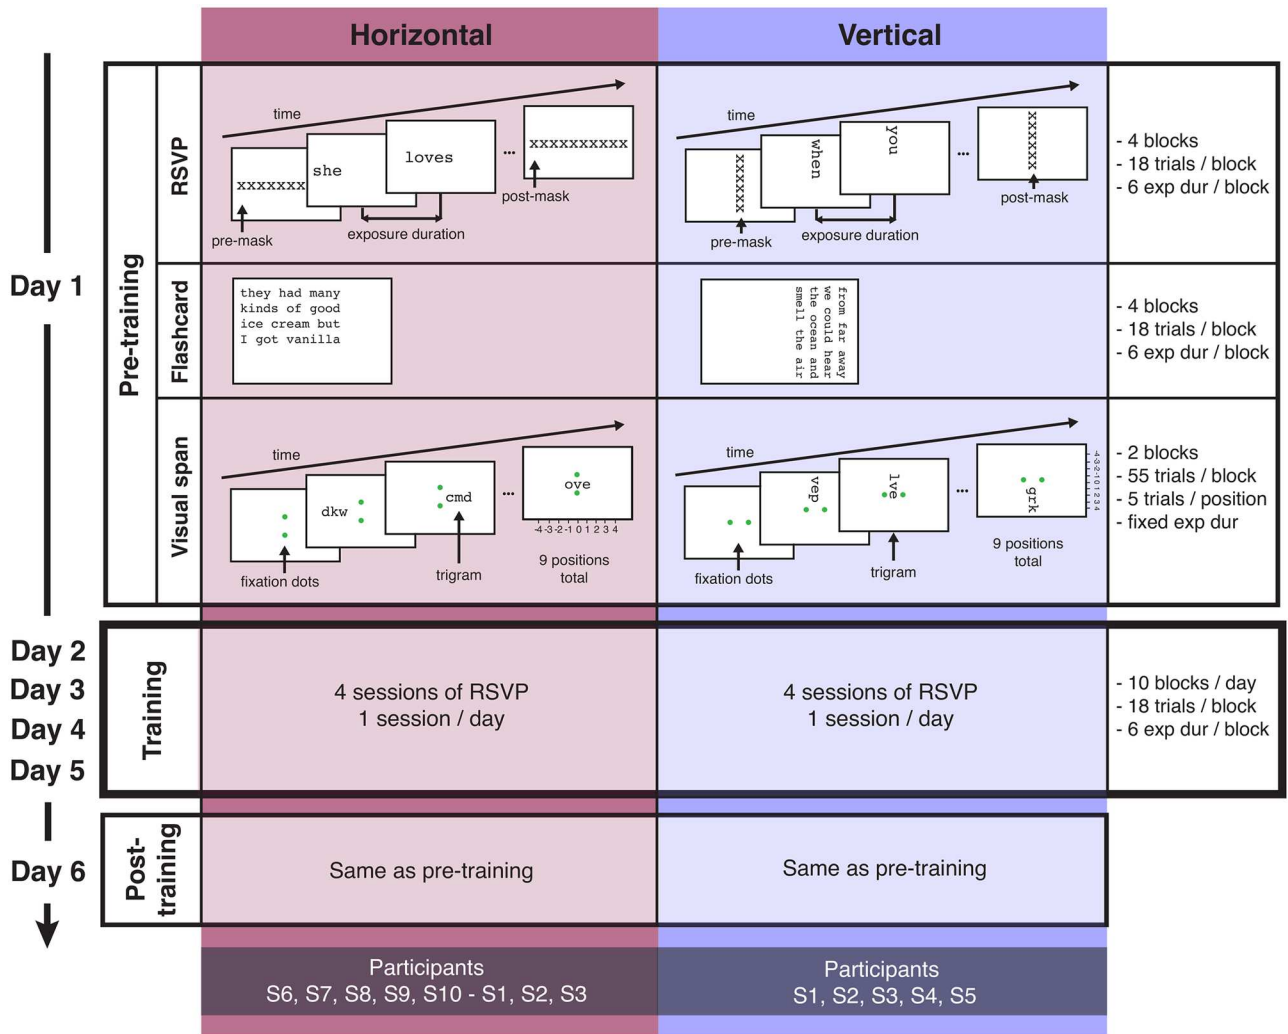 Horizontal
Vertical
Day 1
Pre-training
RSVP
time
xxxxxxx
she
loves
...
xxxxxxxxxx
pre-mask
exposure duration
post-mask
time
xxxxxxx
when
you
...
xxxxxxx
pre-mask
exposure duration
post-mask
- 4 blocks
- 18 trials / block
- 6 exp dur / block
Flashcard
they had many
kinds of good
ice cream but
I got vanilla
from far away
we could hear
the ocean and
smell the air
- 4 blocks
- 18 trials / block
- 6 exp dur / block
Visual span
time
dkw
cmd
...
ove
-4 -3 -2 -1 0 1 2 3 4
fixation dots
trigram
9 positions
total
time
vep
lve
...
grk
-4 -3 -2 -1 0 1 2 3 4
fixation dots
trigram
9 positions
total
- 2 blocks
- 55 trials / block
- 5 trials / position
- fixed exp dur
Day 2
Day 3
Day 4
Day 5
Training
4 sessions of RSVP
1 session / day
4 sessions of RSVP
1 session / day
- 10 blocks / day
- 18 trials / block
- 6 exp dur / block
Day 6
Post-
training
Same as pre-training
Same as pre-training
Participants
S6, S7, S8, S9, S10 - S1, S2, S3
Participants
S1, S2, S3, S4, S5